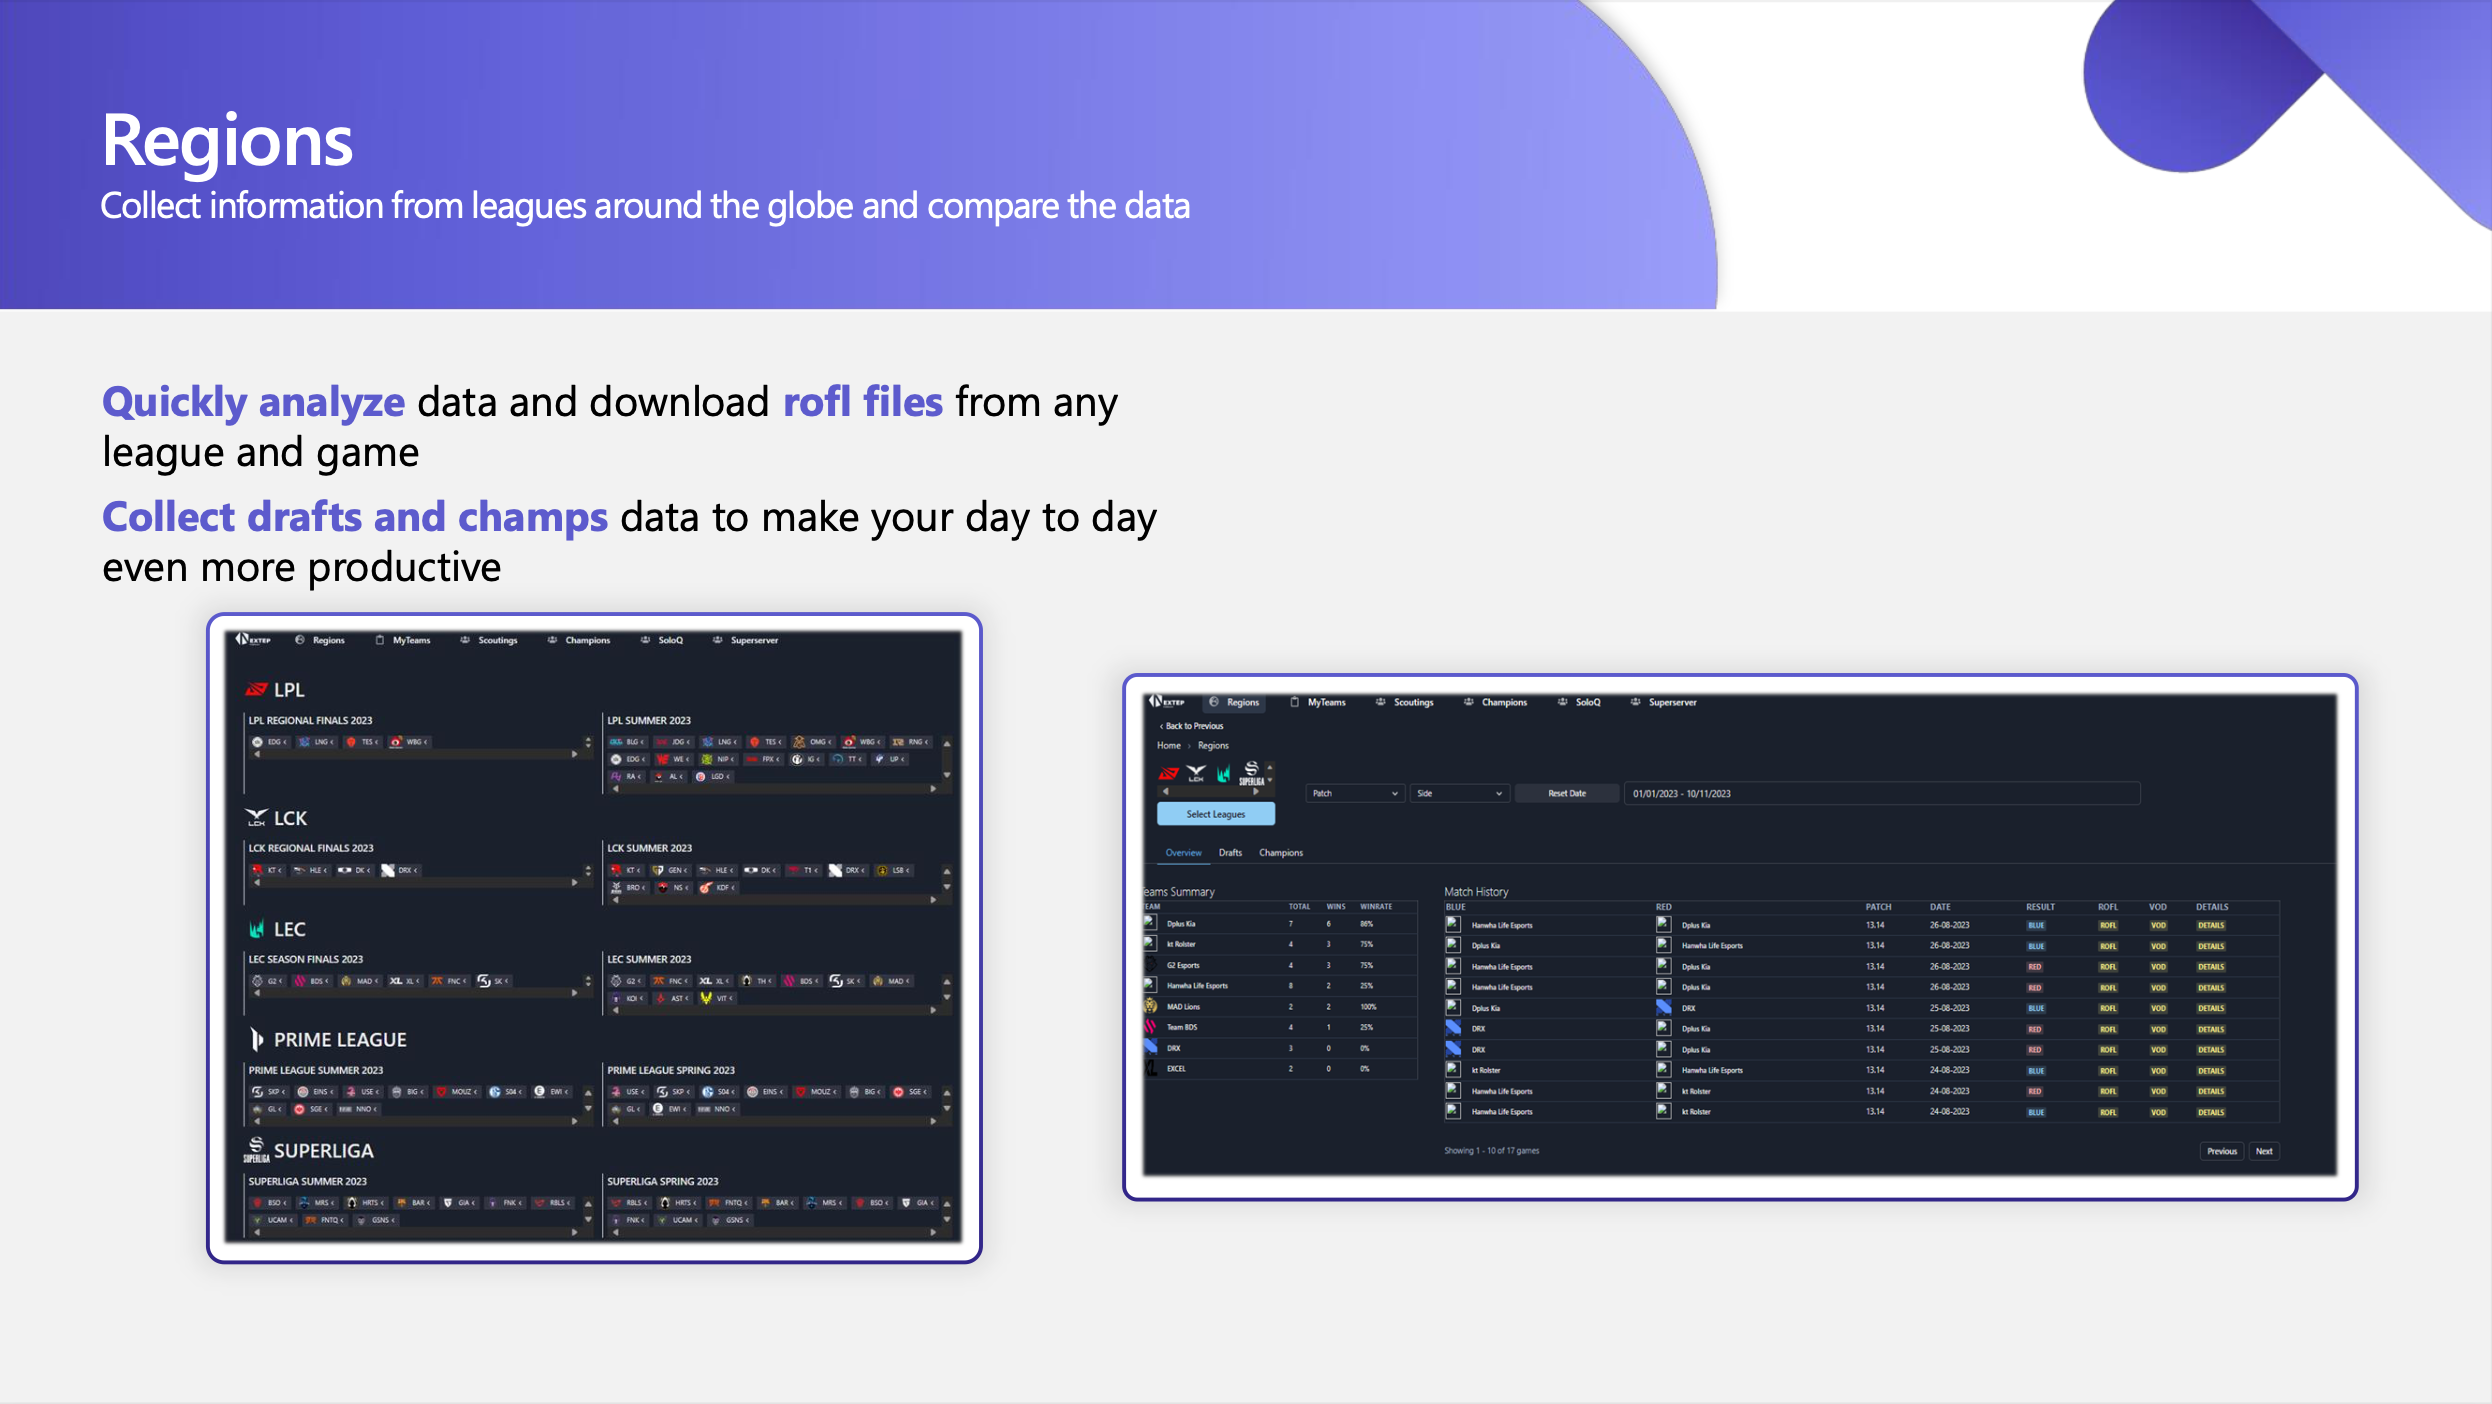 Regions
Collect information from leagues around the globe and compare the data
Quickly analyze data and download rofl files from any
league and game
Collect drafts and champs data to make your day to day
even more productive
NEXTEP Regions MyTeams Scoutings Champions SoloQ Superserver
LPL
LPL REGIONAL FINALS 2023
EDG LNG TES WBG
LPL SUMMER 2023
BLG JDG LNG TES OMG WBG RNG
EDG WE NIP FPX IG TT UP
RA AL LGD
LCK
LCK REGIONAL FINALS 2023
KT HLE DK DRX
LCK SUMMER 2023
KT GEN HLE DK T1 DRX LSB
BRO NS KDF
LEC
LEC SEASON FINALS 2023
G2 BDS MAD XL XL FNC SK
LEC SUMMER 2023
G2 FNC XL XL TH BDS SK MAD
KOI AST VIT
PRIME LEAGUE
PRIME LEAGUE SUMMER 2023
SKP EINS USE BIG MOUZ S04 EWI
GL SGE NNO
PRIME LEAGUE SPRING 2023
USE SKP S04 EINS MOUZ BIG SGE
GL EWI NNO
SUPERLIGA SUPERLIGA
SUPERLIGA SUMMER 2023
BSO MRS HRTS BAR GIA FNK RBLS
UCAM FNTQ GSNS
SUPERLIGA SPRING 2023
RBLS HRTS FNTQ BAR MRS BSO GIA
FNK UCAM GSNS
NEXTEP Regions MyTeams Scoutings Champions SoloQ Superserver
‹ Back to Previous
Home › Regions
LCK SUPERLIGA
Patch Side Reset Date 01/01/2023 - 10/11/2023
Select Leagues
Overview Drafts Champions
eams Summary
EAM TOTAL WINS WINRATE
Dplus Kia 7 6 86%
kt Rolster 4 3 75%
G2 Esports 4 3 75%
Hanwha Life Esports 8 2 25%
MAD Lions 2 2 100%
Team BDS 4 1 25%
DRX 3 0 0%
EXCEL 2 0 0%
Match History
BLUE RED PATCH DATE RESULT ROFL VOD DETAILS
Hanwha Life Esports Dplus Kia 13.14 26-08-2023 BLUE ROFL VOD DETAILS
Dplus Kia Hanwha Life Esports 13.14 26-08-2023 BLUE ROFL VOD DETAILS
Hanwha Life Esports Dplus Kia 13.14 26-08-2023 RED ROFL VOD DETAILS
Hanwha Life Esports Dplus Kia 13.14 26-08-2023 RED ROFL VOD DETAILS
Dplus Kia DRX 13.14 25-08-2023 BLUE ROFL VOD DETAILS
DRX Dplus Kia 13.14 25-08-2023 RED ROFL VOD DETAILS
DRX Dplus Kia 13.14 25-08-2023 RED ROFL VOD DETAILS
kt Rolster Hanwha Life Esports 13.14 24-08-2023 BLUE ROFL VOD DETAILS
Hanwha Life Esports kt Rolster 13.14 24-08-2023 RED ROFL VOD DETAILS
Hanwha Life Esports kt Rolster 13.14 24-08-2023 BLUE ROFL VOD DETAILS
Showing 1 - 10 of 17 games
Previous Next